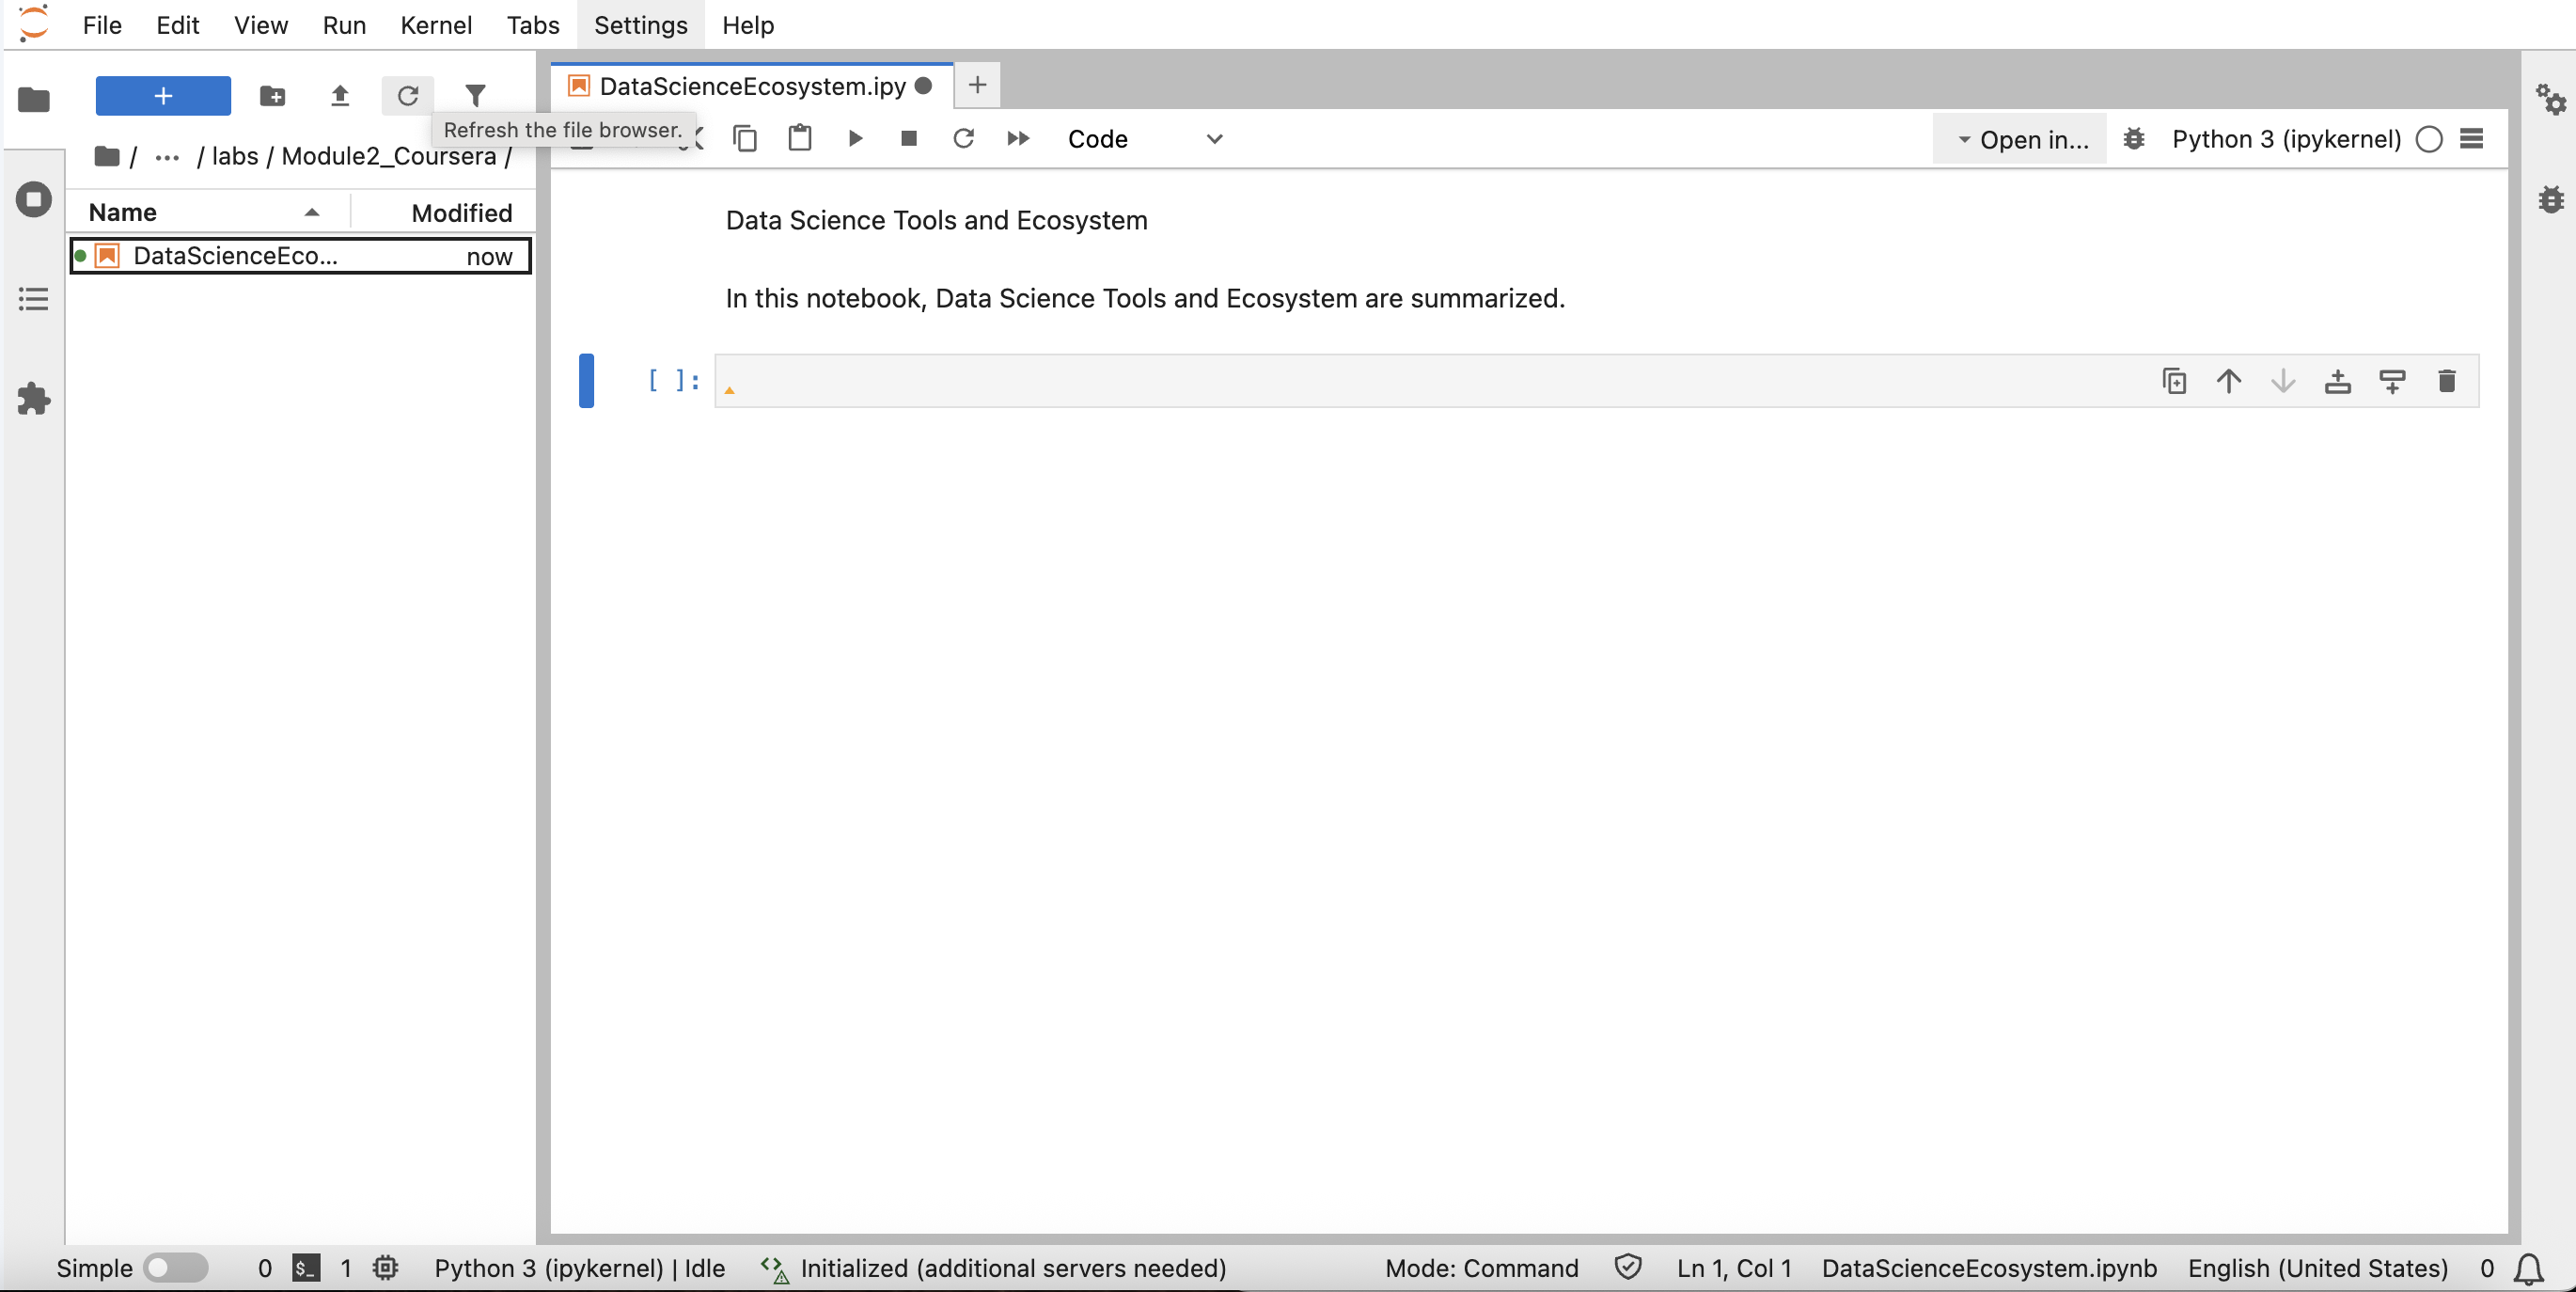 File Edit View Run Kernel Tabs Settings Help
DataScienceEcosystem.ipy
Refresh the file browser.
Code
Open in...
Python 3 (ipykernel)
/ ... / labs / Module2_Coursera /
Name Modified
DataScienceEco... now
Data Science Tools and Ecosystem
In this notebook, Data Science Tools and Ecosystem are summarized.
[ ]:
Simple 0 $_ 1 Python 3 (ipykernel) | Idle Initialized (additional servers needed) Mode: Command Ln 1, Col 1 DataScienceEcosystem.ipynb English (United States) 0